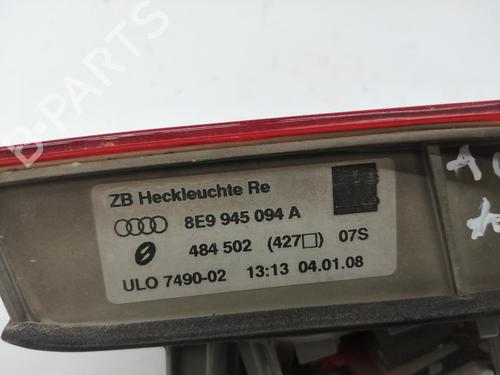 B-PARTS
ZB Heckleuchte Re
8E9 945 094 A
484 502 (427□) 07S
ULO 7490-02 13:13 04.01.08